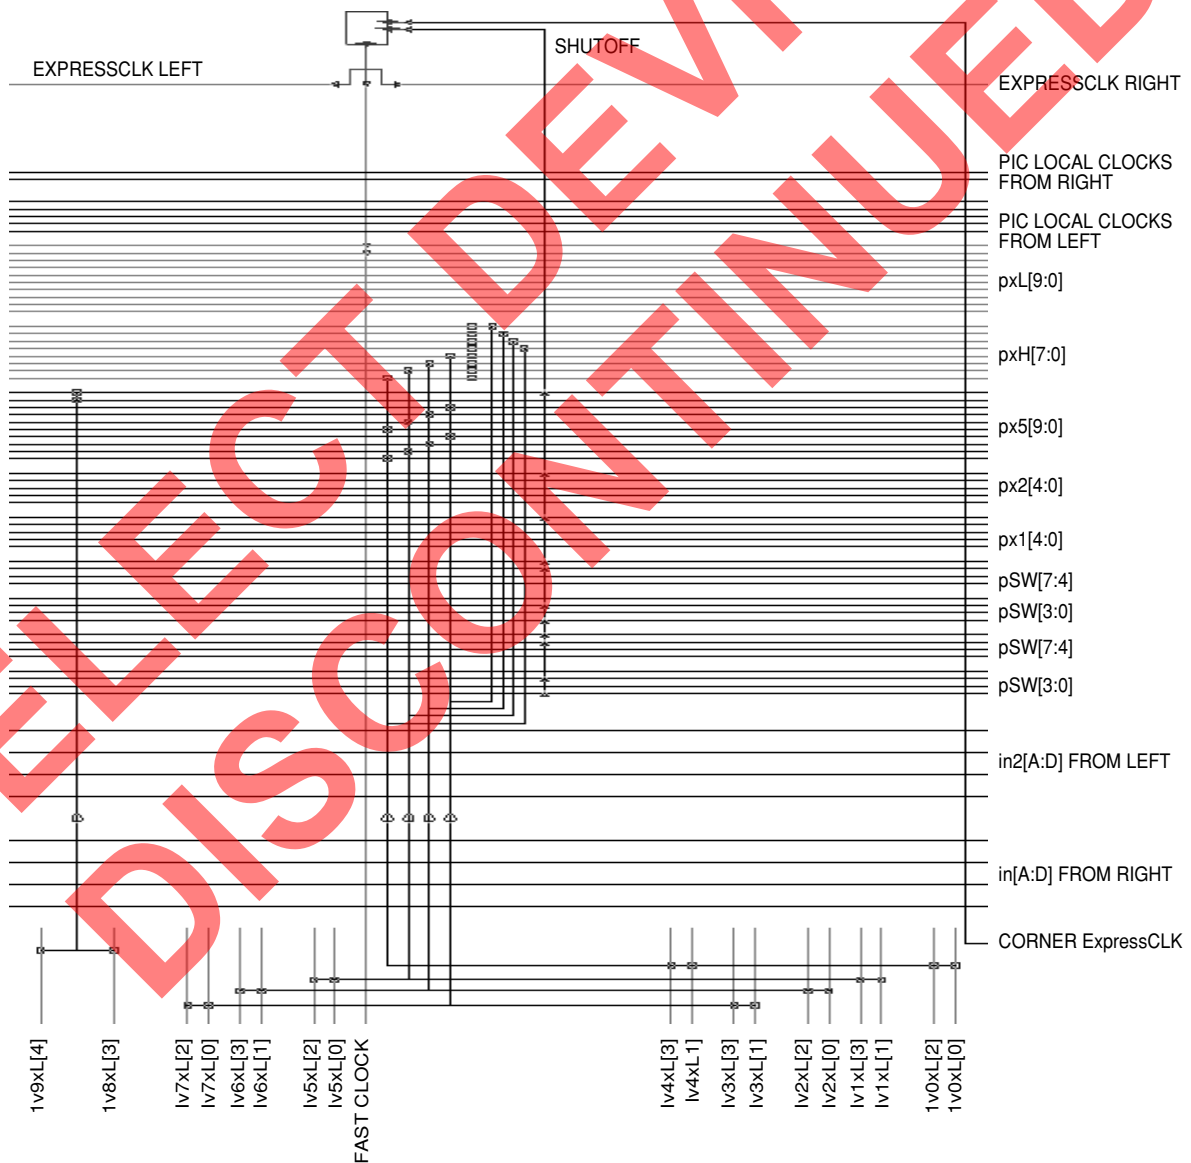 SHUTOFF
EXPRESSCLK LEFT
EXPRESSCLK RIGHT
PIC LOCAL CLOCKS
FROM RIGHT
PIC LOCAL CLOCKS
FROM LEFT
pxL[9:0]
pxH[7:0]
px5[9:0]
px2[4:0]
px1[4:0]
pSW[7:4]
pSW[3:0]
pSW[7:4]
pSW[3:0]
in2[A:D] FROM LEFT
in[A:D] FROM RIGHT
CORNER ExpressCLK
1v9xL[4]
1v8xL[3]
lv7xL[2]
lv7xL[0]
lv6xL[3]
lv6xL[1]
lv5xL[2]
lv5xL[0]
FAST CLOCK
lv4xL[3]
lv4xL1]
lv3xL[3]
lv3xL[1]
lv2xL[2]
lv2xL[0]
lv1xL[3]
lv1xL[1]
1v0xL[2]
1v0xL[0]
ELECT DEVI
DISCONTINUED